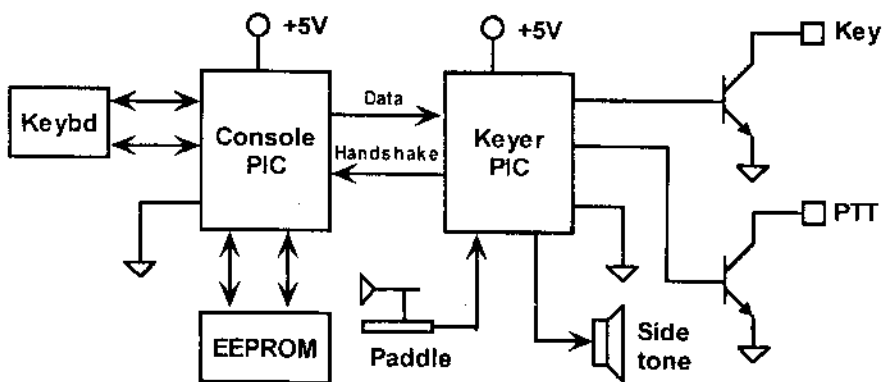 +5V
+5V
Key
Keybd
Console
PIC
Data
Handshake
Keyer
PIC
PTT
EEPROM
Paddle
Side
tone